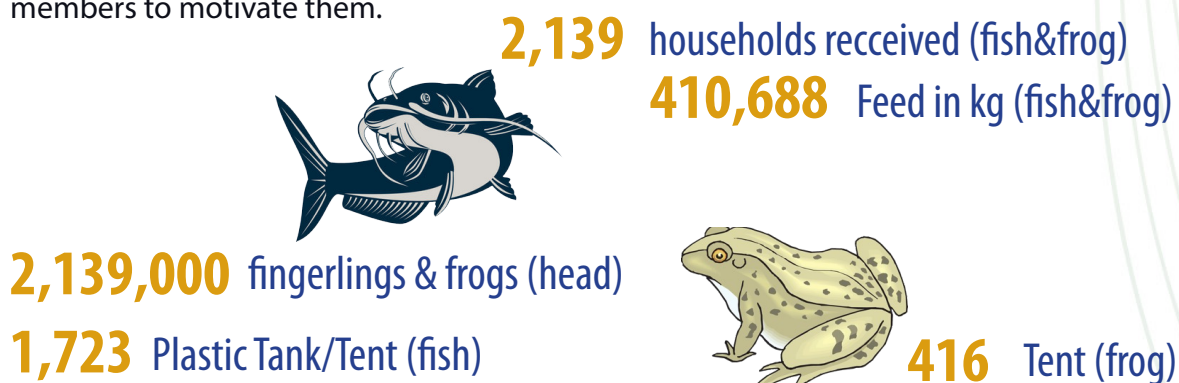 members to motivate them.
2,139 households recceived (fish&frog)
410,688 Feed in kg (fish&frog)
2,139,000 fingerlings & frogs (head)
1,723 Plastic Tank/Tent (fish)
416 Tent (frog)